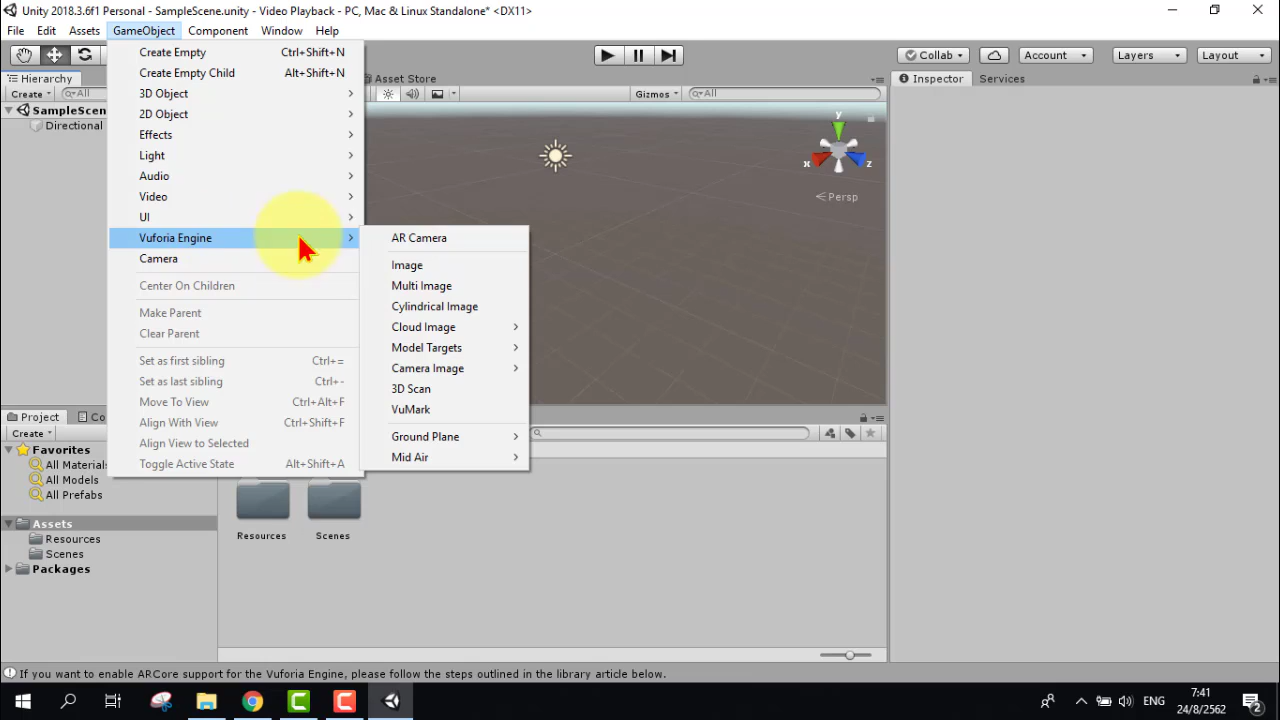 Unity 2018.3.6f1 Personal - SampleScene.unity - Video Playback - PC, Mac & Linux Standalone* <DX11>
File Edit Assets GameObject Component Window Help
Collab Account Layers Layout
Create Empty Ctrl+Shift+N
Create Empty Child Alt+Shift+N
3D Object
2D Object
Effects
Light
Audio
Video
UI
Vuforia Engine
Camera
Center On Children
Make Parent
Clear Parent
Set as first sibling Ctrl+=
Set as last sibling Ctrl+-
Move To View Ctrl+Alt+F
Align With View Ctrl+Shift+F
Align View to Selected
Toggle Active State Alt+Shift+A
AR Camera
Image
Multi Image
Cylindrical Image
Cloud Image
Model Targets
Camera Image
3D Scan
VuMark
Ground Plane
Mid Air
Hierarchy
Create All
SampleScen
Directional
Asset Store
Gizmos All
y
x z
Persp
Inspector Services
Project Co
Create
Favorites
All Materials
All Models
All Prefabs
Assets
Resources
Scenes
Packages
Resources Scenes
If you want to enable ARCore support for the Vuforia Engine, please follow the steps outlined in the library article below.
ENG
7:41
24/8/2562
2